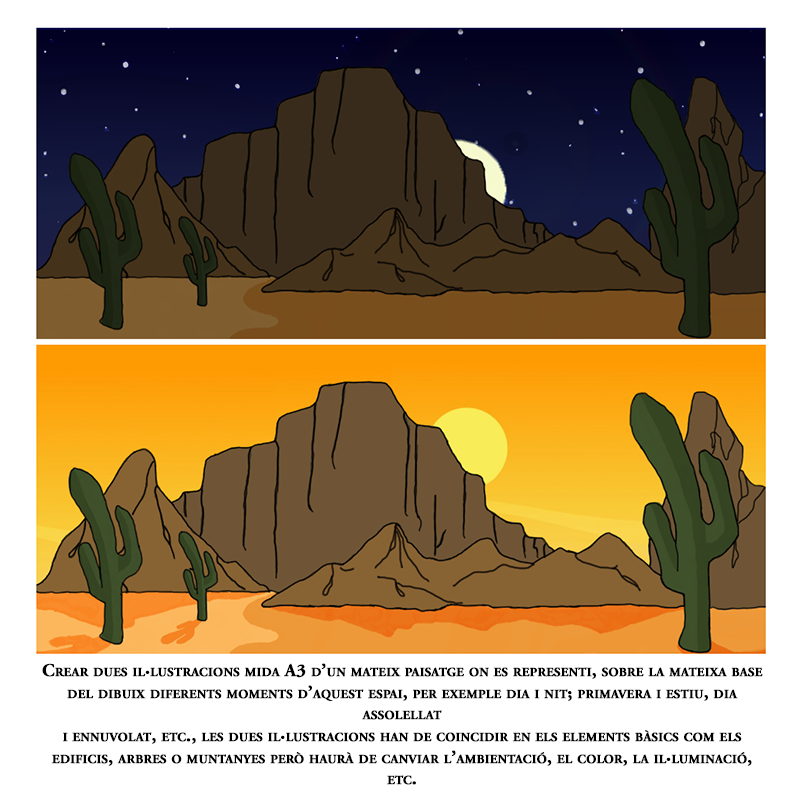 Crear dues il·lustracions mida A3 d'un mateix paisatge on es representi, sobre la mateixa base
del dibuix diferents moments d'aquest espai, per exemple dia i nit; primavera i estiu, dia
assolellat
i ennuvolat, etc., les dues il·lustracions han de coincidir en els elements bàsics com els
edificis, arbres o muntanyes però haurà de canviar l'ambientació, el color, la il·luminació,
etc.